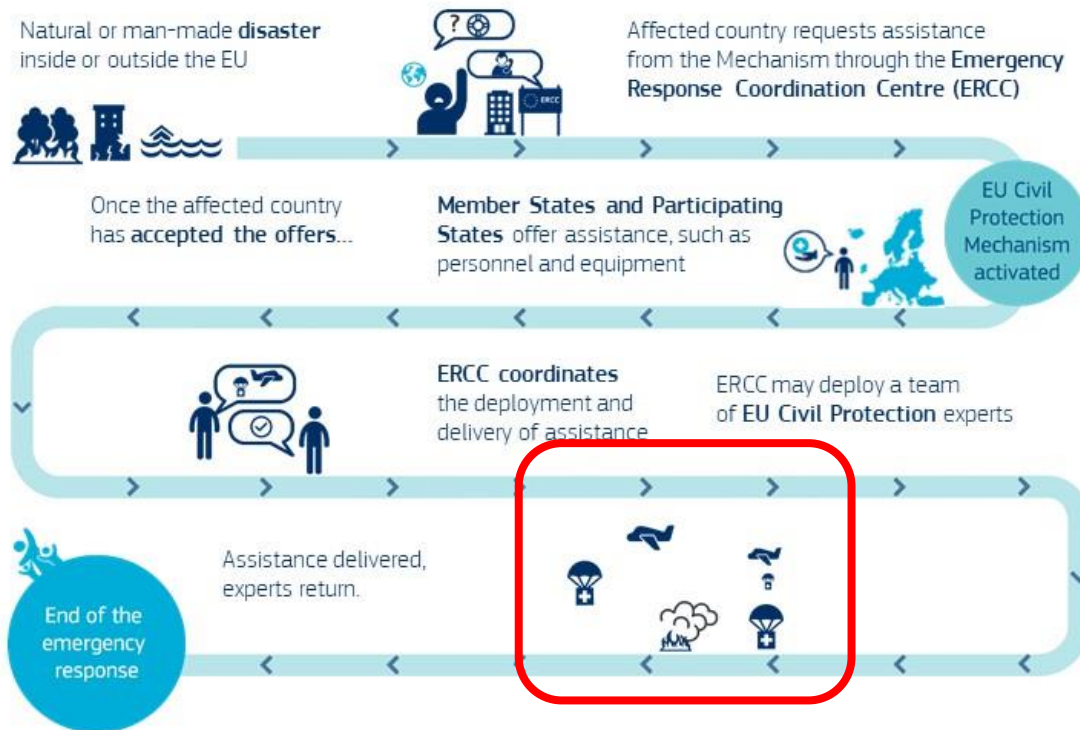 Natural or man-made disaster
inside or outside the EU
?
ERCC
Affected country requests assistance
from the Mechanism through the Emergency
Response Coordination Centre (ERCC)
EU Civil
Protection
Mechanism
activated
Member States and Participating
States offer assistance, such as
personnel and equipment
Once the affected country
has accepted the offers...
ERCC coordinates
the deployment and
delivery of assistance
ERCC may deploy a team
of EU Civil Protection experts
Assistance delivered,
experts return.
End of the
emergency
response